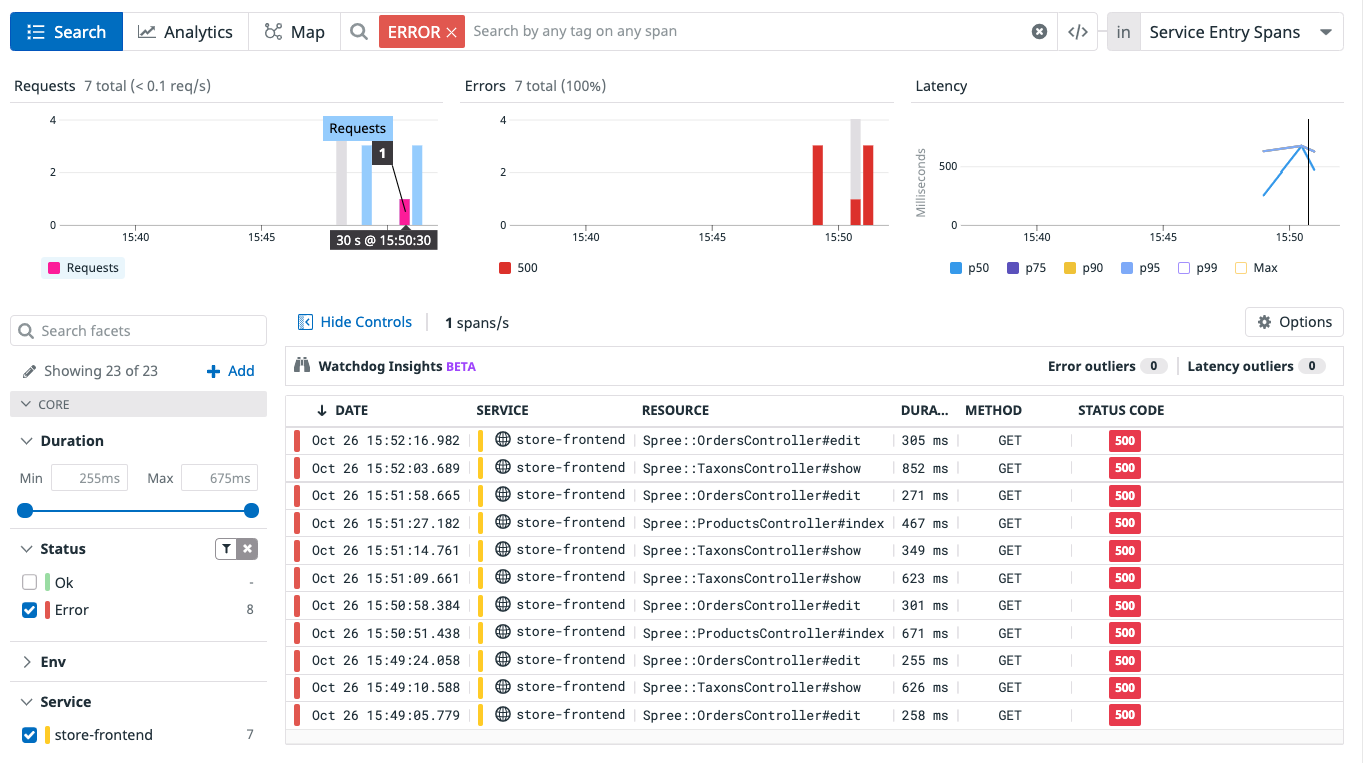 Search Analytics Map ERROR Search by any tag on any span </> in Service Entry Spans
Requests 7 total (< 0.1 req/s)
4
2
0
15:40
15:45
Requests
1
30 s @ 15:50:30
Requests
Errors 7 total (100%)
4
2
0
15:40
15:45
15:50
500
Latency
Milliseconds
500
0
15:40
15:45
15:50
p50 p75 p90 p95 p99 Max
Search facets
Showing 23 of 23 Add
CORE
Duration
Min 255ms Max 675ms
Status
Ok -
Error 8
Env
Service
store-frontend 7
Hide Controls 1 spans/s Options
Watchdog Insights BETA Error outliers 0 Latency outliers 0
DATE SERVICE RESOURCE DURA... METHOD STATUS CODE
Oct 26 15:52:16.982 store-frontend Spree::OrdersController#edit 305 ms GET 500
Oct 26 15:52:03.689 store-frontend Spree::TaxonsController#show 852 ms GET 500
Oct 26 15:51:58.665 store-frontend Spree::OrdersController#edit 271 ms GET 500
Oct 26 15:51:27.182 store-frontend Spree::ProductsController#index 467 ms GET 500
Oct 26 15:51:14.761 store-frontend Spree::TaxonsController#show 349 ms GET 500
Oct 26 15:51:09.661 store-frontend Spree::TaxonsController#show 623 ms GET 500
Oct 26 15:50:58.384 store-frontend Spree::OrdersController#edit 301 ms GET 500
Oct 26 15:50:51.438 store-frontend Spree::ProductsController#index 671 ms GET 500
Oct 26 15:49:24.058 store-frontend Spree::OrdersController#edit 255 ms GET 500
Oct 26 15:49:10.588 store-frontend Spree::TaxonsController#show 626 ms GET 500
Oct 26 15:49:05.779 store-frontend Spree::OrdersController#edit 258 ms GET 500